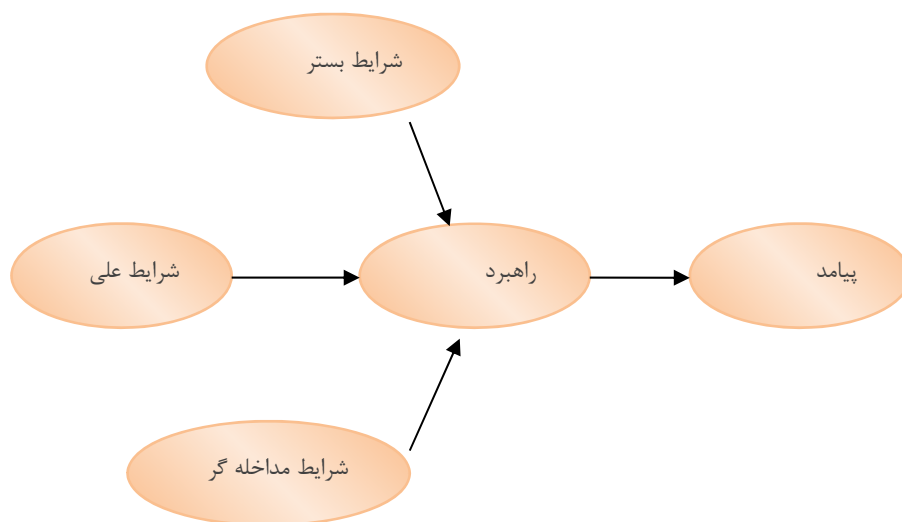 شرایط بستر
شرایط علی
راهبرد
پیامد
شرایط مداخله گر